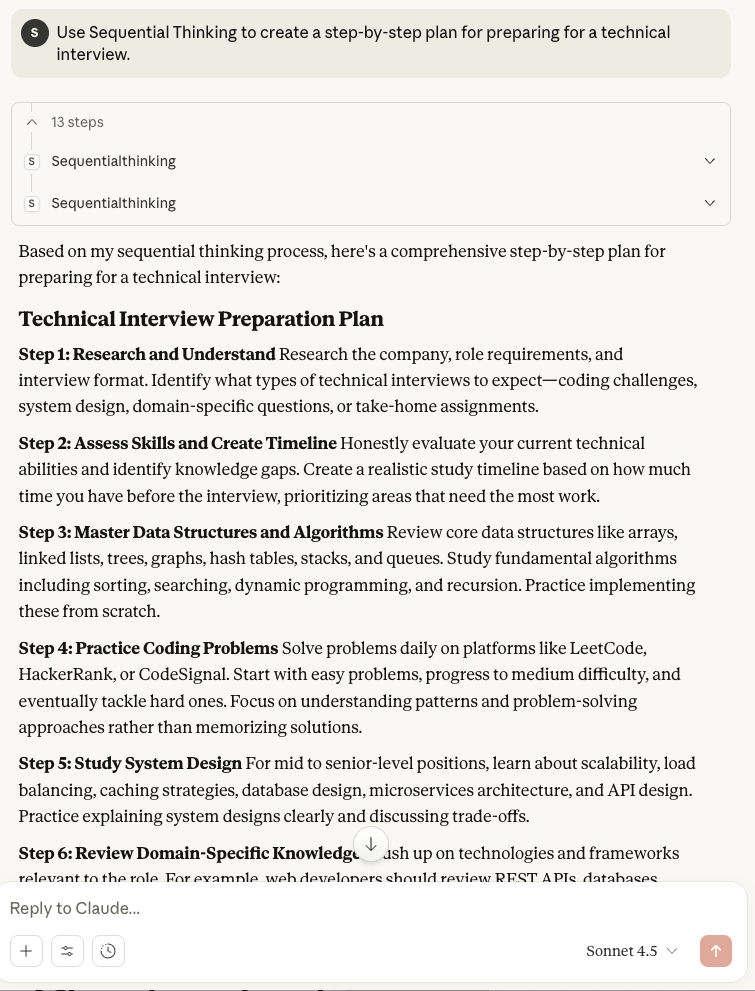 S
Use Sequential Thinking to create a step-by-step plan for preparing for a technical
interview.
13 steps
S Sequentialthinking
S Sequentialthinking
Based on my sequential thinking process, here's a comprehensive step-by-step plan for
preparing for a technical interview:
Technical Interview Preparation Plan
Step 1: Research and Understand Research the company, role requirements, and
interview format. Identify what types of technical interviews to expect—coding challenges,
system design, domain-specific questions, or take-home assignments.
Step 2: Assess Skills and Create Timeline Honestly evaluate your current technical
abilities and identify knowledge gaps. Create a realistic study timeline based on how much
time you have before the interview, prioritizing areas that need the most work.
Step 3: Master Data Structures and Algorithms Review core data structures like arrays,
linked lists, trees, graphs, hash tables, stacks, and queues. Study fundamental algorithms
including sorting, searching, dynamic programming, and recursion. Practice implementing
these from scratch.
Step 4: Practice Coding Problems Solve problems daily on platforms like LeetCode,
HackerRank, or CodeSignal. Start with easy problems, progress to medium difficulty, and
eventually tackle hard ones. Focus on understanding patterns and problem-solving
approaches rather than memorizing solutions.
Step 5: Study System Design For mid to senior-level positions, learn about scalability, load
balancing, caching strategies, database design, microservices architecture, and API design.
Practice explaining system designs clearly and discussing trade-offs.
Step 6: Review Domain-Specific Knowledge up on technologies and frameworks
relevant to the role. For example, web developers should review REST APIs, databases,
Reply to Claude...
Sonnet 4.5